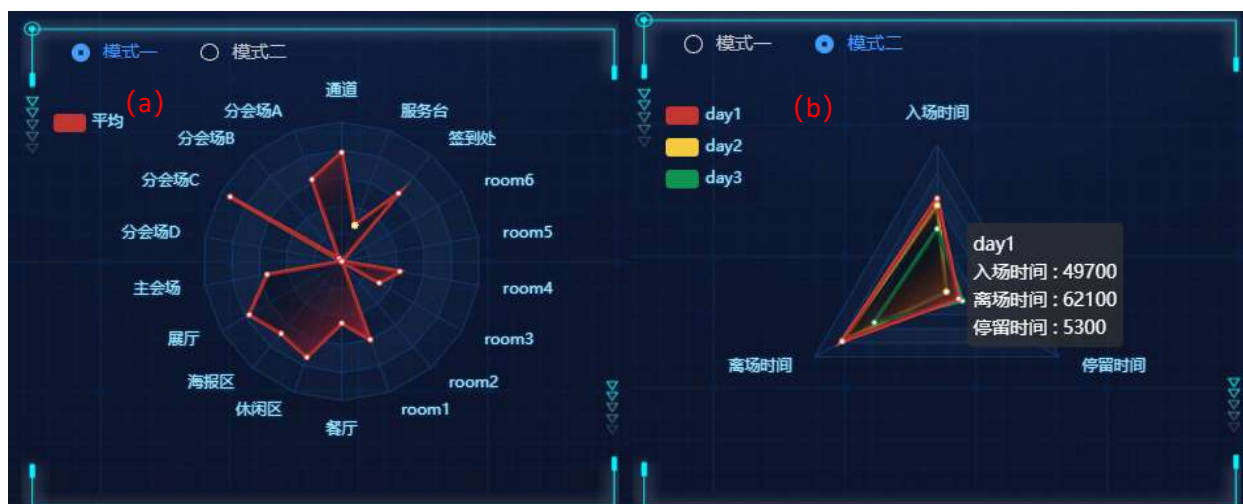 模式一
模式二
(a)
平均
通道
服务台
签到处
room6
room5
room4
room3
room2
room1
餐厅
休闲区
海报区
展厅
主会场
分会场D
分会场C
分会场B
分会场A
模式一
模式二
(b)
day1
day2
day3
入场时间
离场时间
停留时间
day1
入场时间 : 49700
离场时间 : 62100
停留时间 : 5300